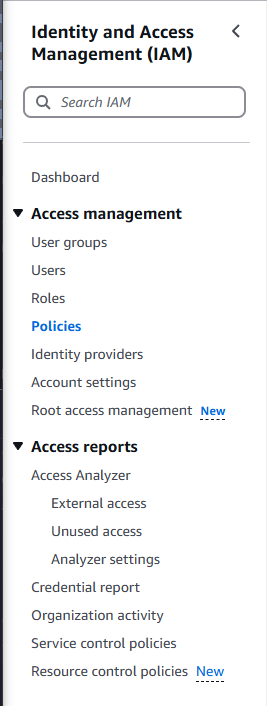 Identity and Access
Management (IAM)
Search IAM
Dashboard
Access management
User groups
Users
Roles
Policies
Identity providers
Account settings
Root access management New
Access reports
Access Analyzer
External access
Unused access
Analyzer settings
Credential report
Organization activity
Service control policies
Resource control policies New